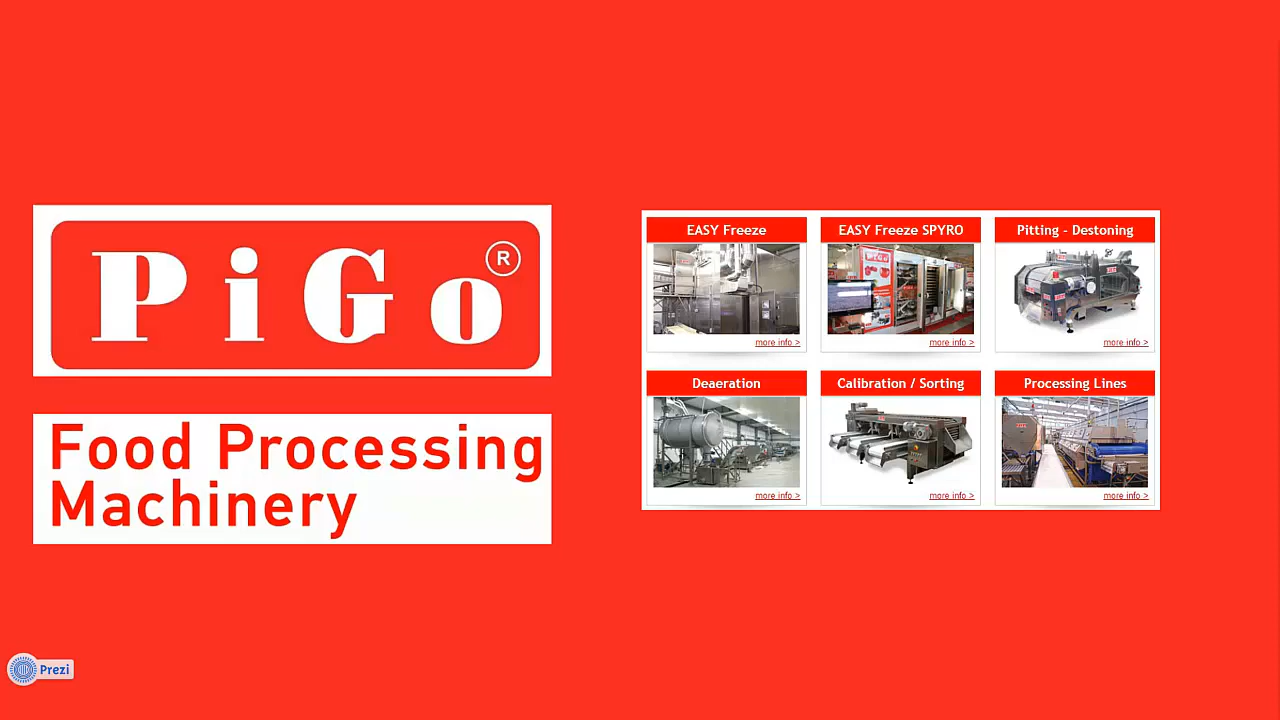 PiGo®
Food Processing
Machinery
EASY Freeze
EASY Freeze SPYRO
Pitting - Destoning
PiGo
more info >
more info >
more info >
Deaeration
Calibration / Sorting
Processing Lines
more info >
more info >
more info >
Prezi